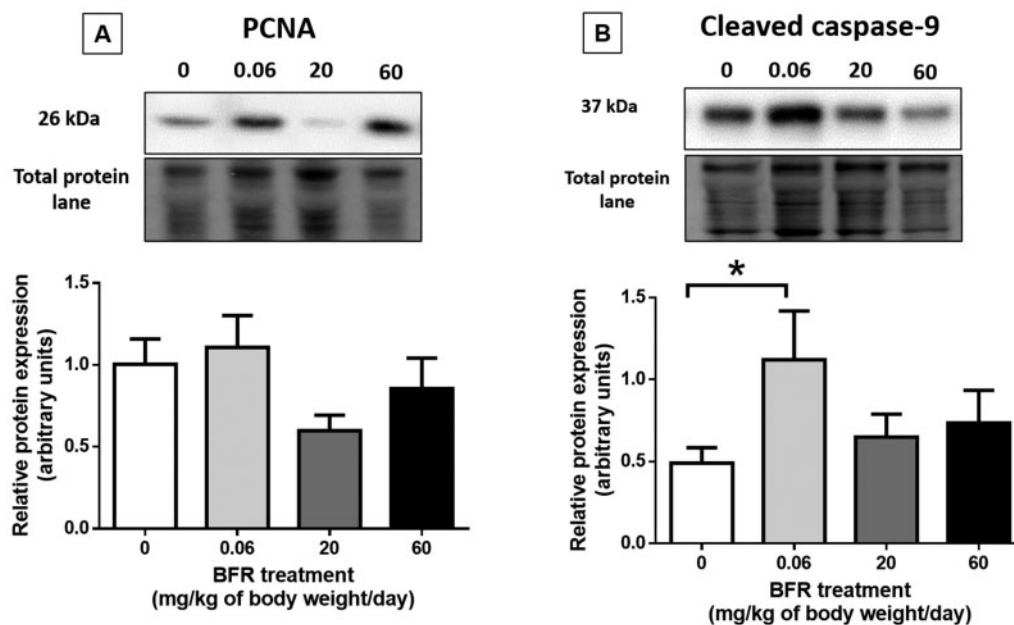 A
PCNA
0 0.06 20 60
26 kDa
Total protein
lane
Relative protein expression
(arbitrary units)
1.5
1.0
0.5
0.0
0 0.06 20 60
BFR treatment
(mg/kg of body weight/day)
B
Cleaved caspase-9
0 0.06 20 60
37 kDa
Total protein
lane
Relative protein expression
(arbitrary units)
1.5
1.0
0.5
0.0
*
0 0.06 20 60
BFR treatment
(mg/kg of body weight/day)